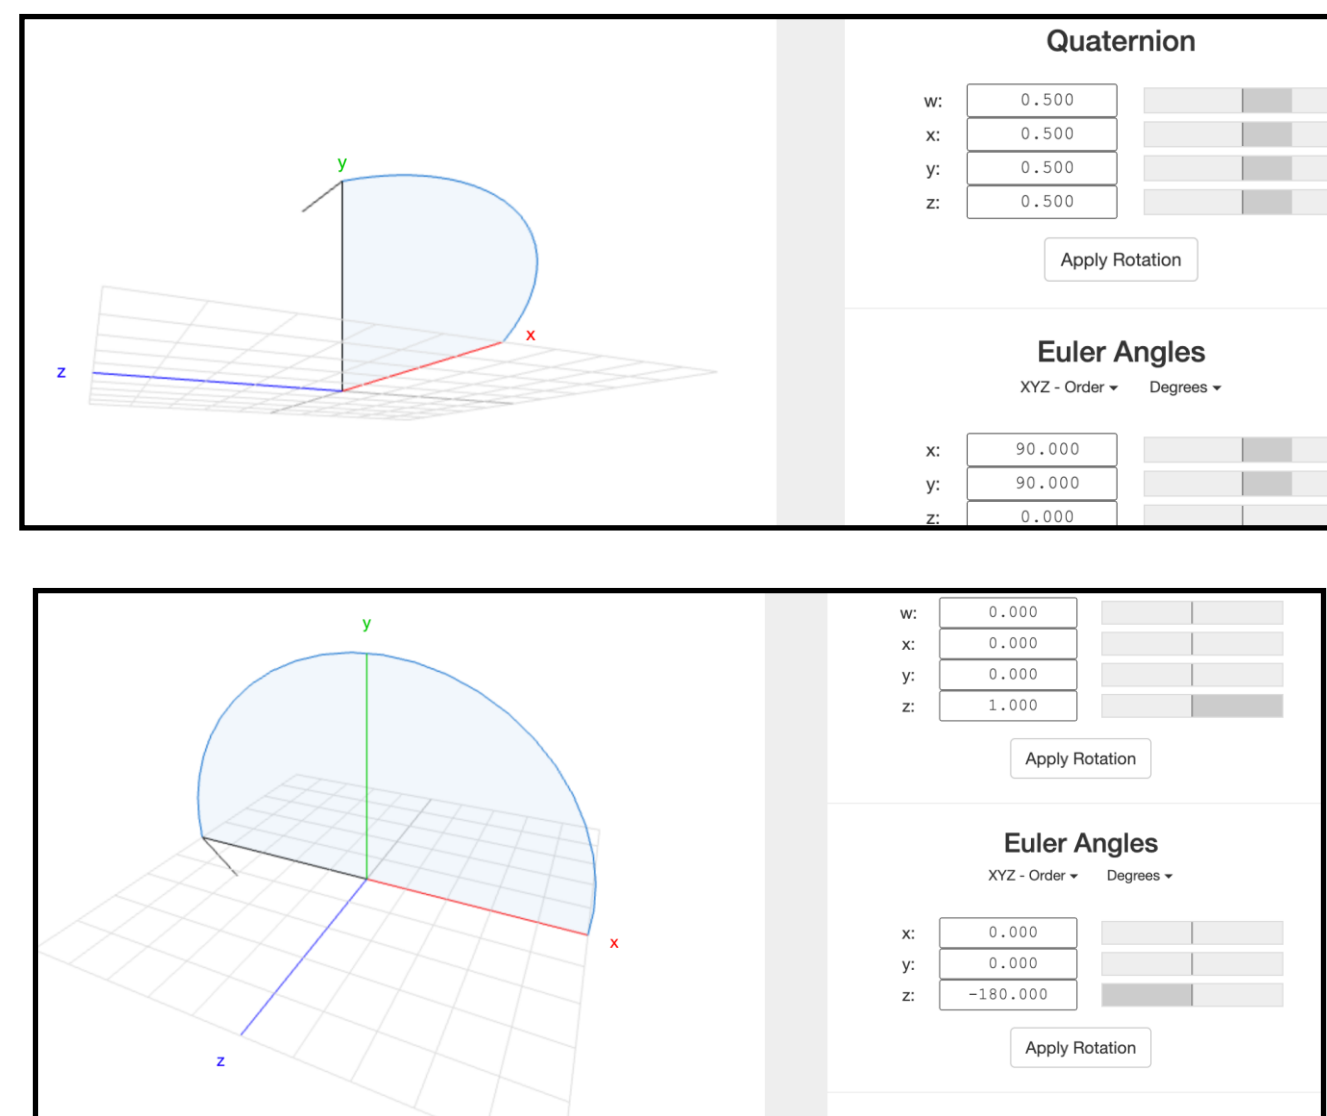 Quaternion
w: 0.500
x: 0.500
y: 0.500
z: 0.500
Apply Rotation
Euler Angles
XYZ - Order Degrees
x: 90.000
y: 90.000
z: 0.000
y
x
z
w: 0.000
x: 0.000
y: 0.000
z: 1.000
Apply Rotation
Euler Angles
XYZ - Order Degrees
x: 0.000
y: 0.000
z: -180.000
Apply Rotation
y
x
z